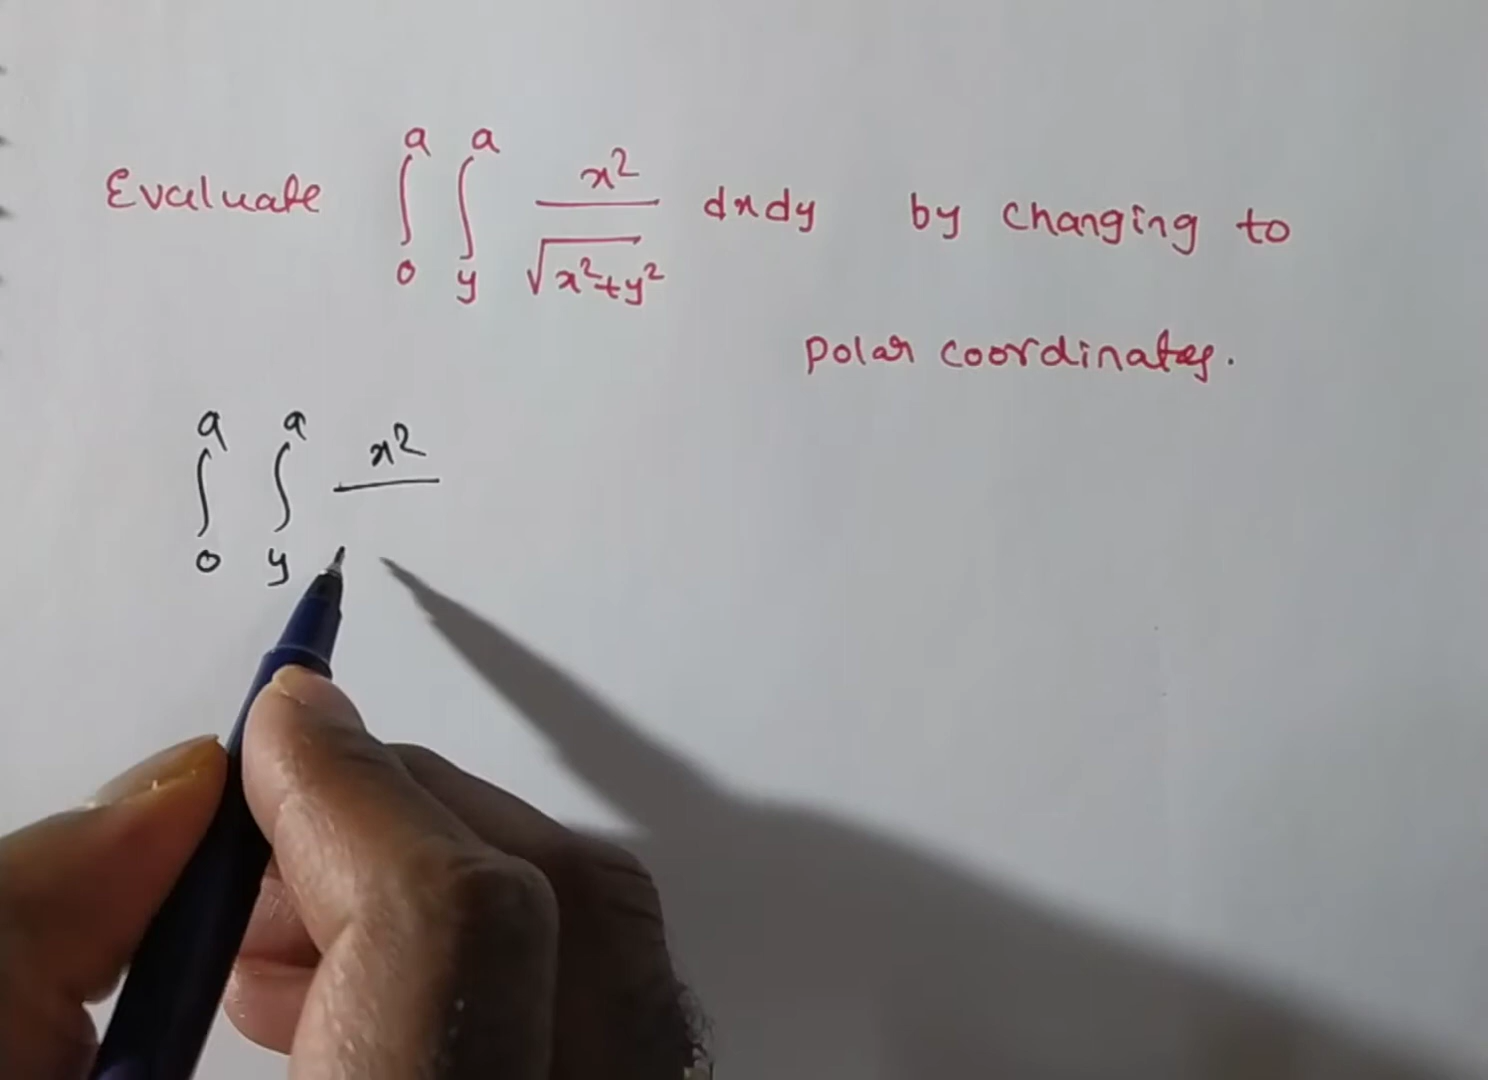 Evaluate ∫₀ᵃ ∫ᵧᵃ x²/√(x²+y²) dxdy by changing to
polar coordinates.
∫₀ᵃ ∫ᵧᵃ x²